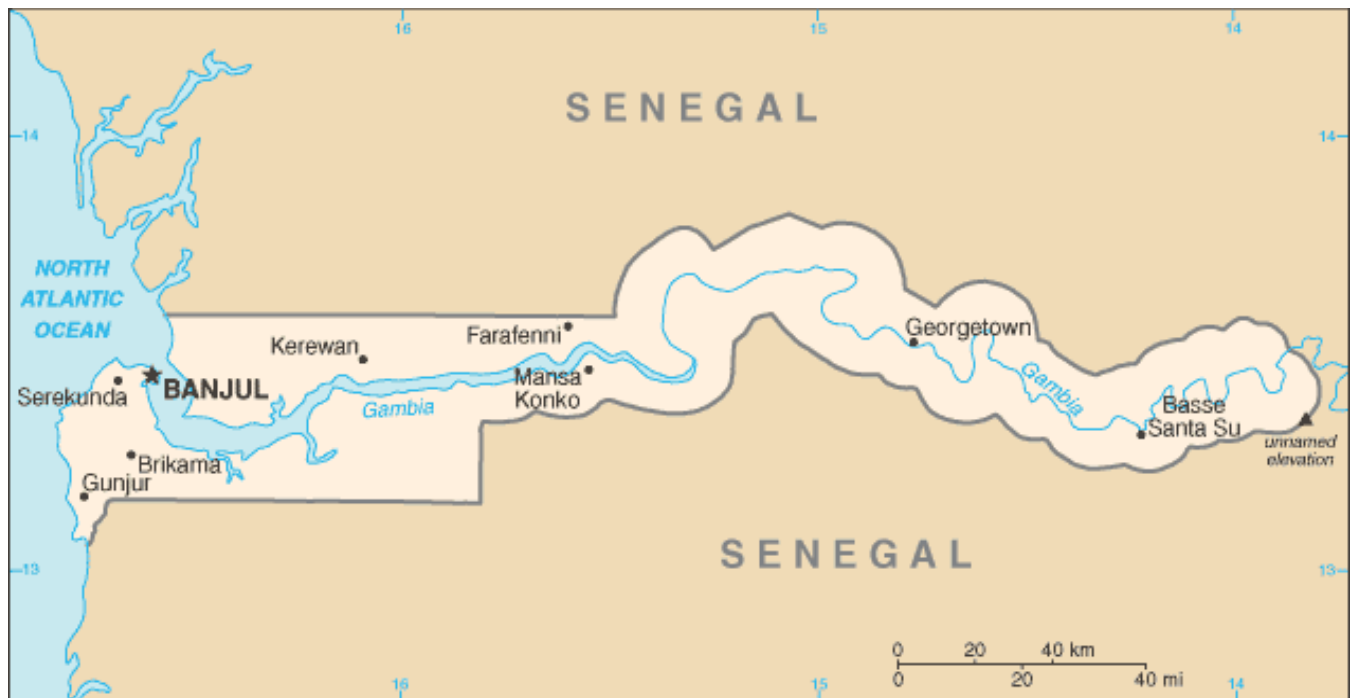 16
15
14
SENEGAL
14
14
NORTH
ATLANTIC
OCEAN
Kerewan
Farafenni
Georgetown
Serekunda
BANJUL
Mansa
Konko
Gambia
Gambia
Basse
Santa Su
unnamed
elevation
Brikama
Gunjur
SENEGAL
13
13
0 20 40 km
0 20 40 mi
16
15
14